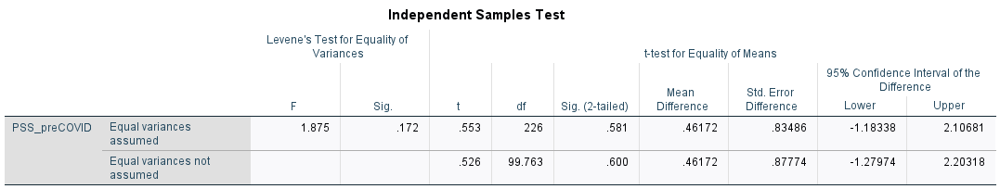 Independent Samples Test
Levene's Test for Equality of
Variances
t-test for Equality of Means
95% Confidence Interval of the
Difference
F Sig. t df Sig. (2-tailed) Mean Difference Std. Error Difference Lower Upper
PSS_preCOVID Equal variances assumed 1.875 .172 .553 226 .581 .46172 .83486 -1.18338 2.10681
Equal variances not assumed .526 99.763 .600 .46172 .87774 -1.27974 2.20318